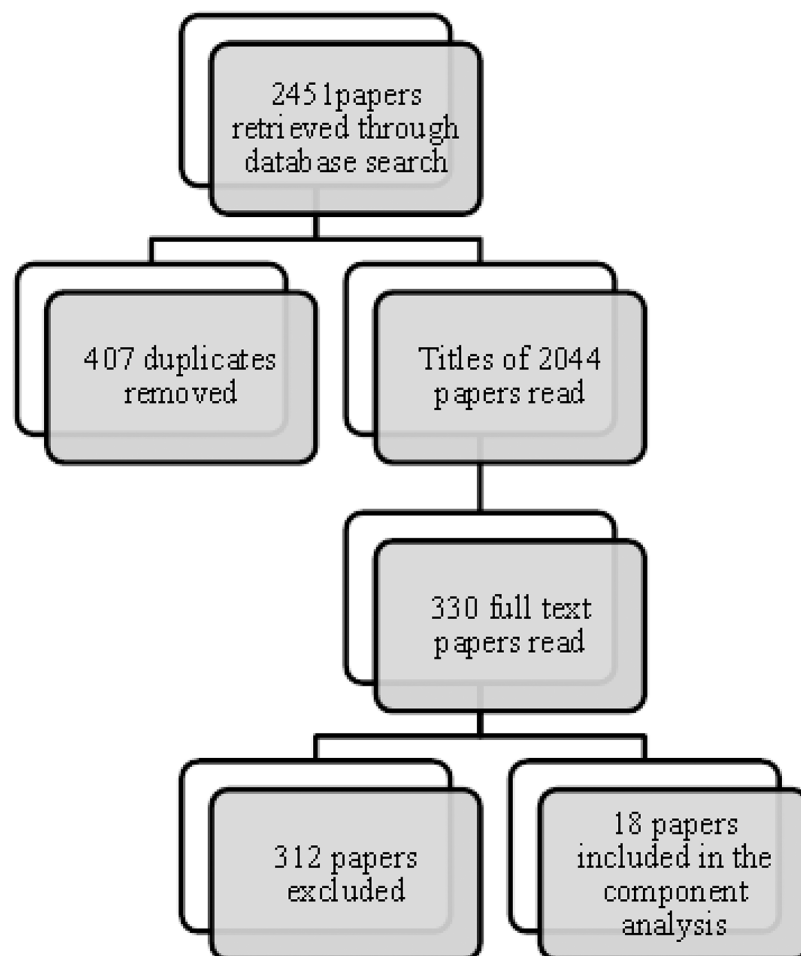 2451papers
retrieved through
database search
407 duplicates
removed
Titles of 2044
papers read
330 full text
papers read
312 papers
excluded
18 papers
included in the
component
analysis